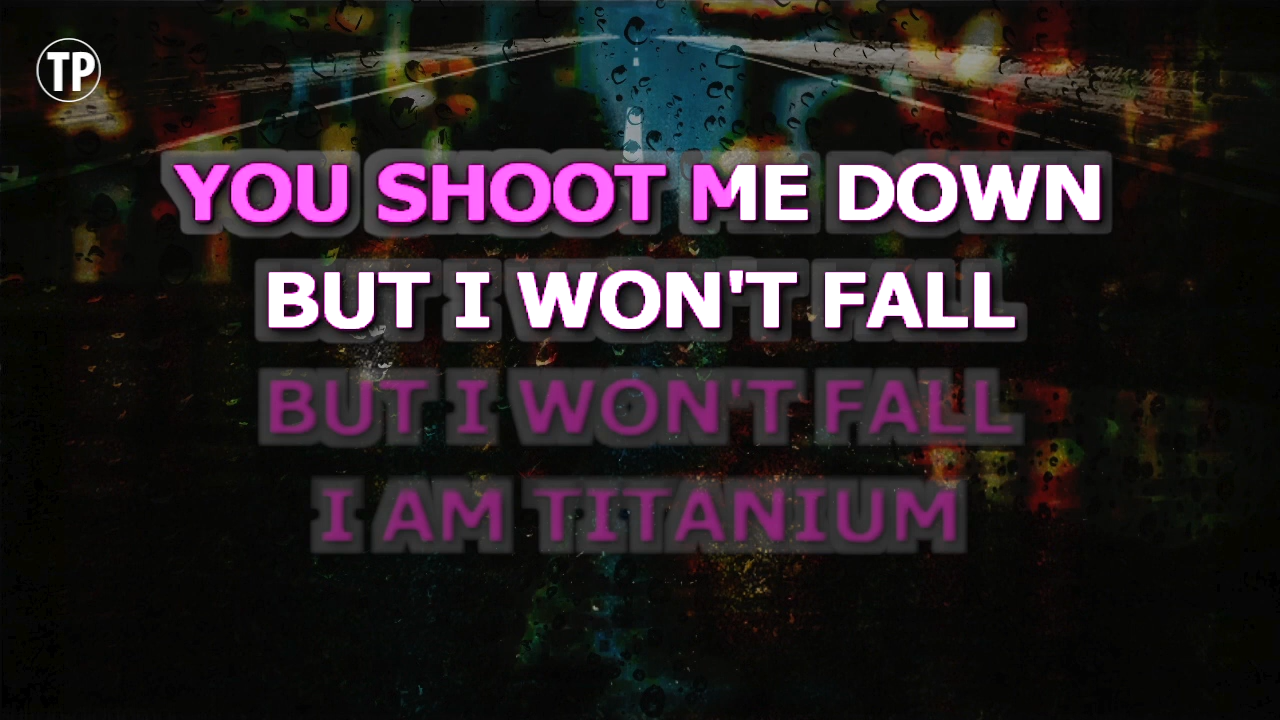 TP
YOU SHOOT ME DOWN
BUT I WON'T FALL
BUT I WON'T FALL
I AM TITANIUM